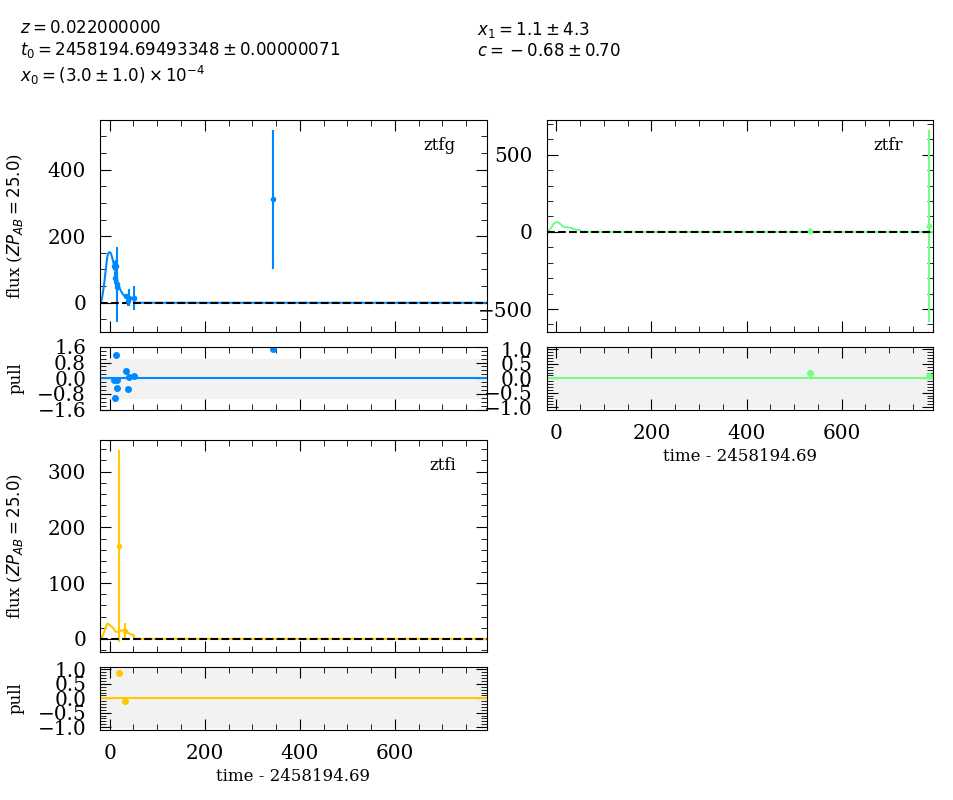 z = 0.022000000
t₀ = 2458194.69493348 ± 0.00000071
x₀ = (3.0 ± 1.0) × 10⁻⁴
x₁ = 1.1 ± 4.3
c = −0.68 ± 0.70
ztfg
flux (ZP_AB = 25.0)
400
200
0
ztfr
500
0
−500
pull
1.6
0.8
0.0
−0.8
−1.6
1.0
0.5
0.0
−0.5
−1.0
0 200 400 600
time - 2458194.69
ztfi
flux (ZP_AB = 25.0)
300
200
100
0
pull
1.0
0.5
0.0
−0.5
−1.0
0 200 400 600
time - 2458194.69